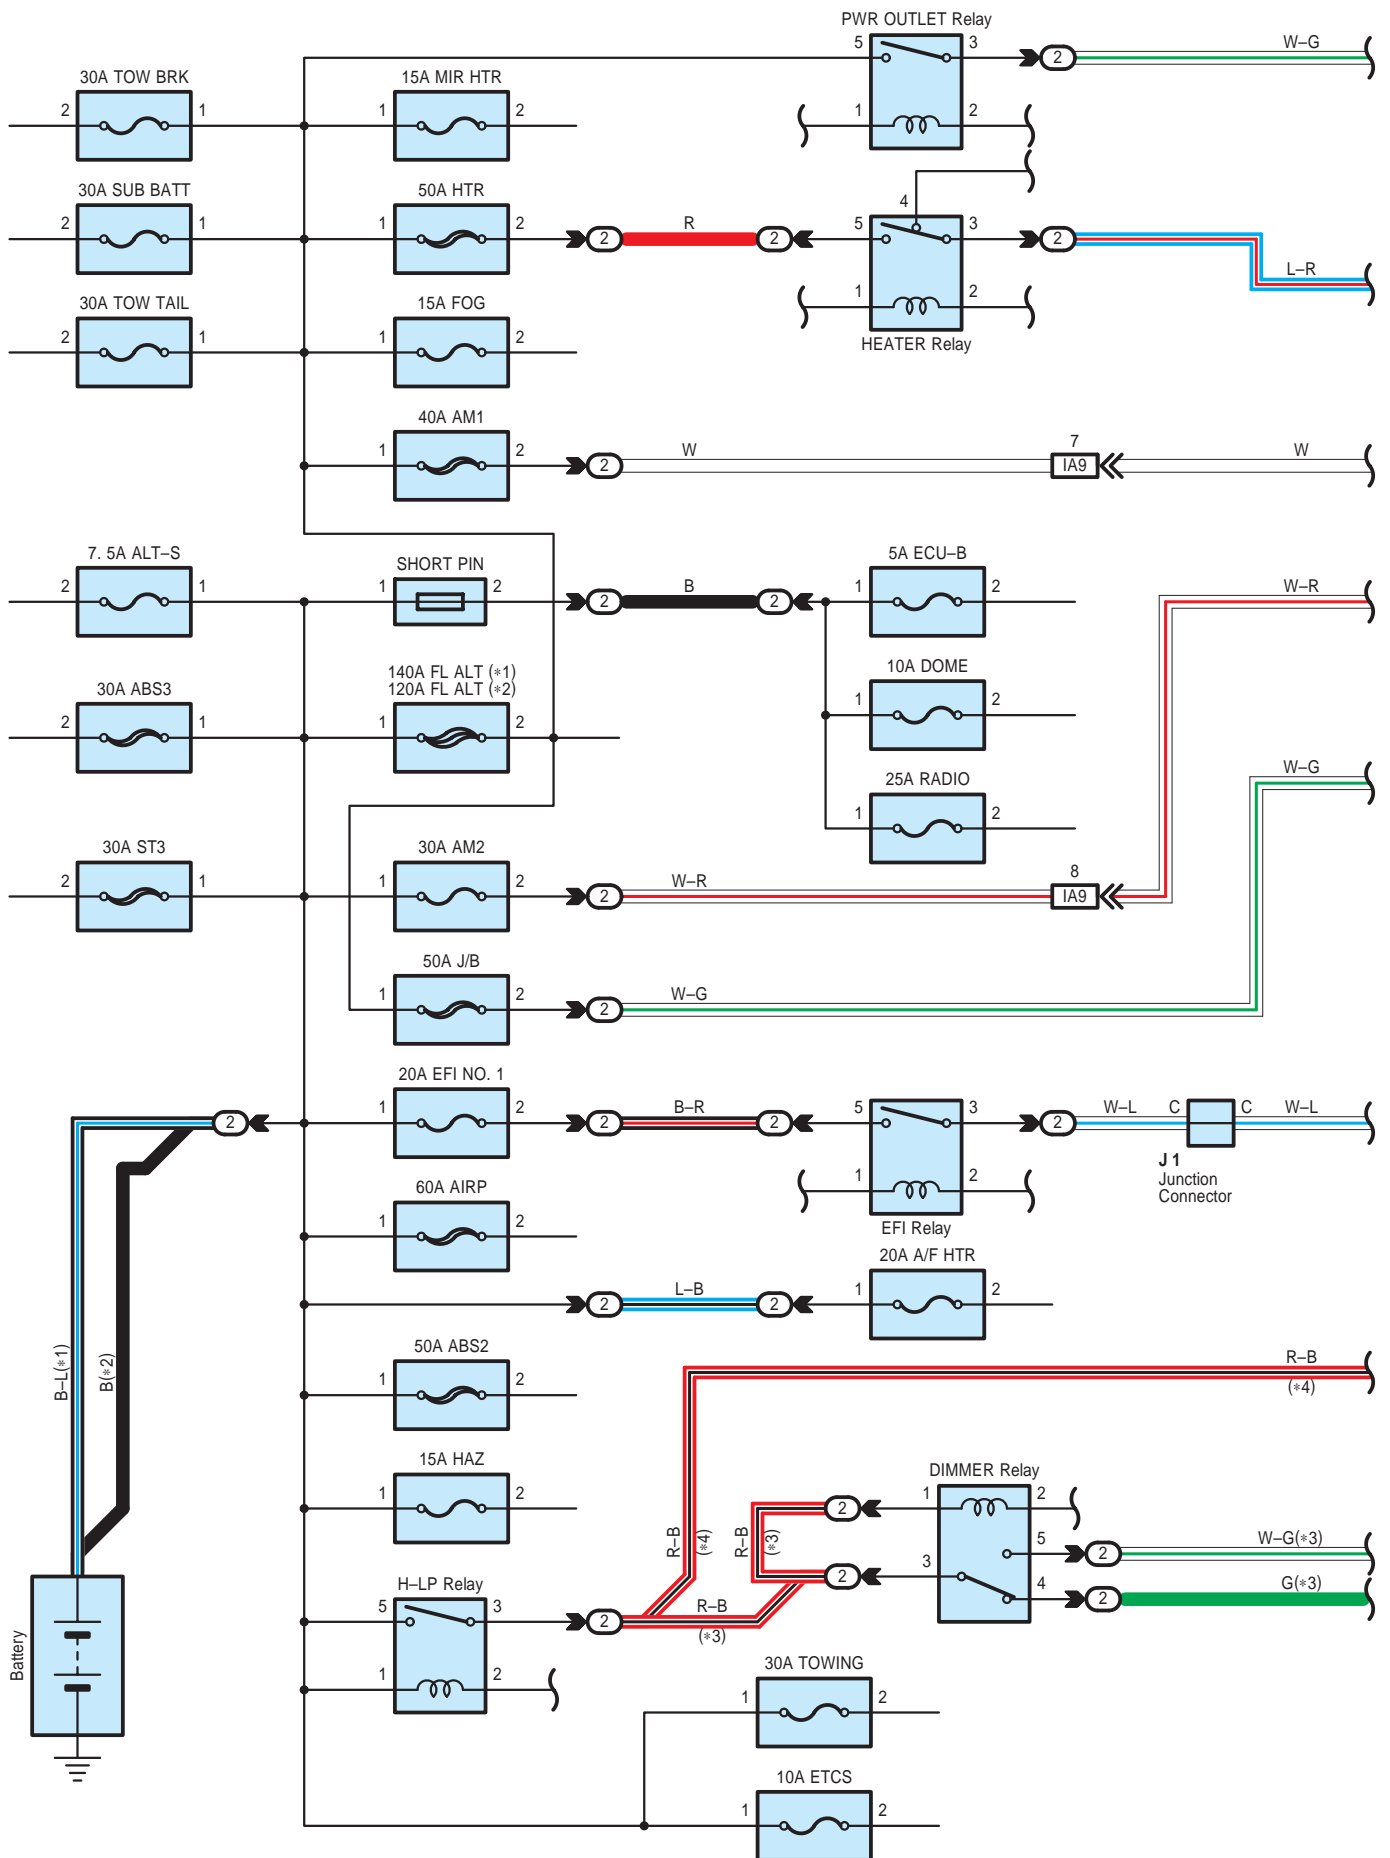 PWR OUTLET Relay
5 3 2 W–G
30A TOW BRK 15A MIR HTR
2 1 1 2 1 2
30A SUB BATT 50A HTR
2 1 1 2 2 R 2 4 5 3 2
L–R
30A TOW TAIL 15A FOG
2 1 1 2 1 2
HEATER Relay
40A AM1
1 2 2 W 7 IA9 W
7. 5A ALT–S SHORT PIN 5A ECU–B
2 1 1 2 2 B 2 1 2 W–R
140A FL ALT (∗1)
120A FL ALT (∗2)
30A ABS3 10A DOME
2 1 1 2 1 2
W–G
25A RADIO
1 2
30A ST3 30A AM2
2 1 1 2 2 W–R 8 IA9
50A J/B
1 2 2 W–G
20A EFI NO. 1
2 1 2 2 B–R 2 5 3 2 W–L C C W–L
J 1
Junction
Connector
60A AIRP
1 2 1 2
EFI Relay
20A A/F HTR
2 L–B 2 1 2
B–L(∗1)
B(∗2)
50A ABS2
1 2
R–B
(∗4)
15A HAZ
1 2
DIMMER Relay
2 1 2
R–B
(∗4)
R–B
(∗3)
5 2 W–G(∗3)
2 3
4 2 G(∗3)
H–LP Relay
5 3 2 R–B
(∗3)
1 2
Battery
30A TOWING
1 2
10A ETCS
1 2